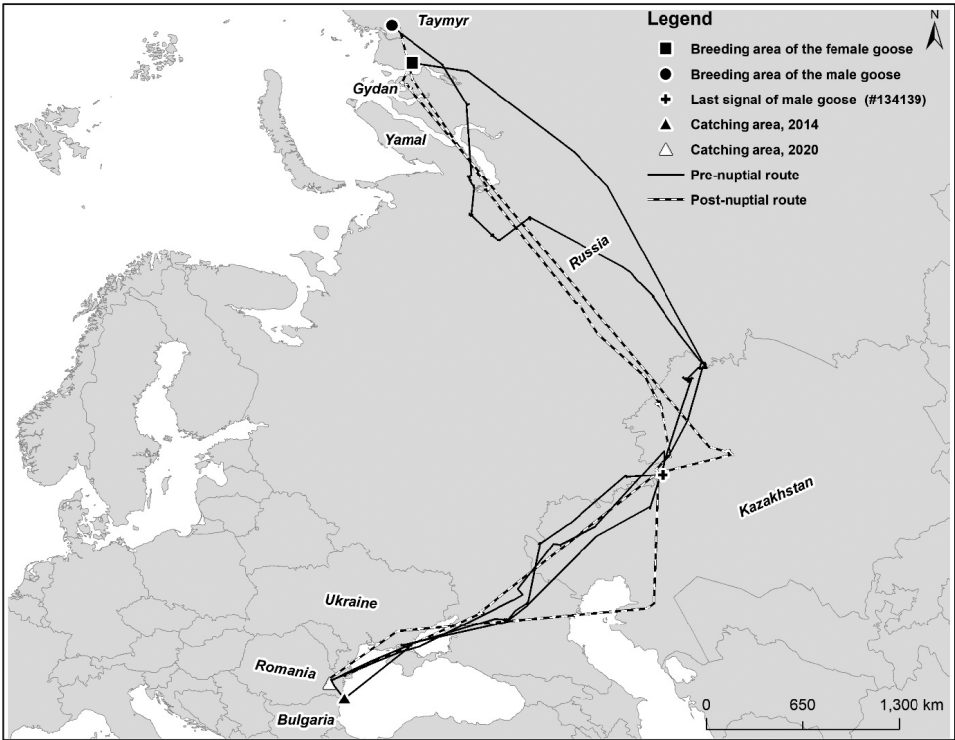 Taymyr
Legend
N
Breeding area of the female goose
Breeding area of the male goose
Gydan
Last signal of male goose (#134139)
Catching area, 2014
Yamal
Catching area, 2020
Pre-nuptial route
Post-nuptial route
Russia
Kazakhstan
Ukraine
Romania
Bulgaria
0 650 1,300 km